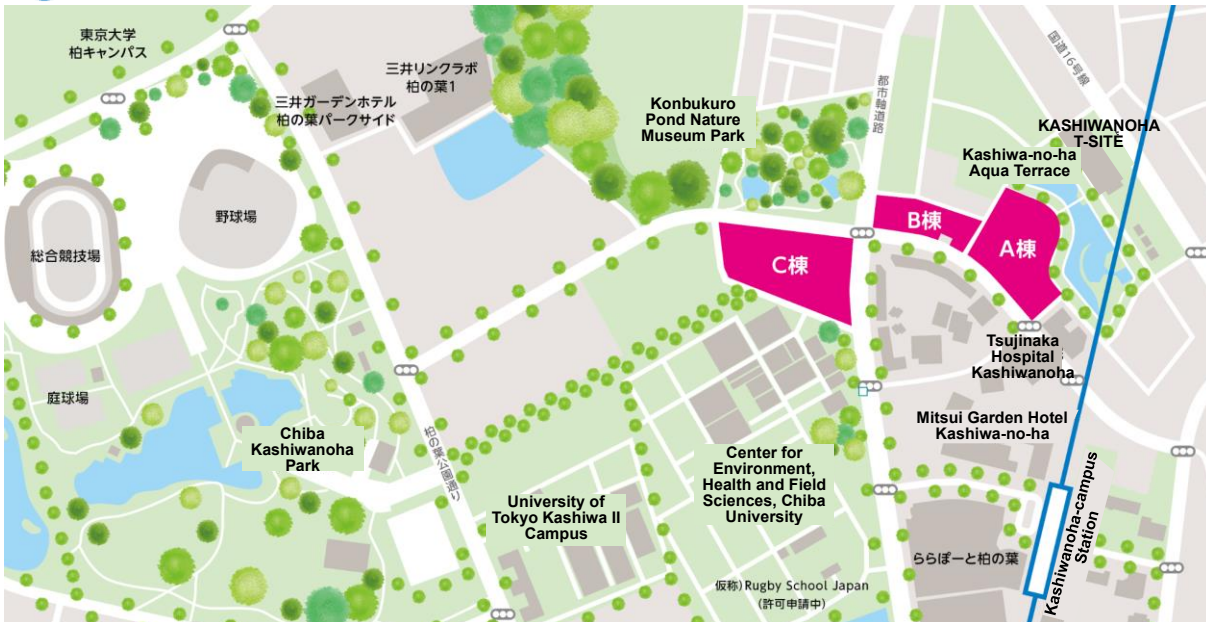 東京大学
柏キャンパス
三井リンクラボ
柏の葉1
三井ガーデンホテル
柏の葉パークサイド
Konbukuro
Pond Nature
Museum Park
都市軸道路
国道16号線
KASHIWANOHA
T-SITÈ
Kashiwa-no-ha
Aqua Terrace
野球場
総合競技場
B棟
A棟
C棟
Tsujinaka
Hospital
Kashiwanoha
庭球場
Mitsui Garden Hotel
Kashiwa-no-ha
Chiba
Kashiwanoha
Park
柏の葉公園通り
Center for
Environment,
Health and Field
Sciences, Chiba
University
University of
Tokyo Kashiwa II
Campus
Kashiwanoha-campus
Station
ららぽーと柏の葉
仮称)Rugby School Japan
(許可申請中)